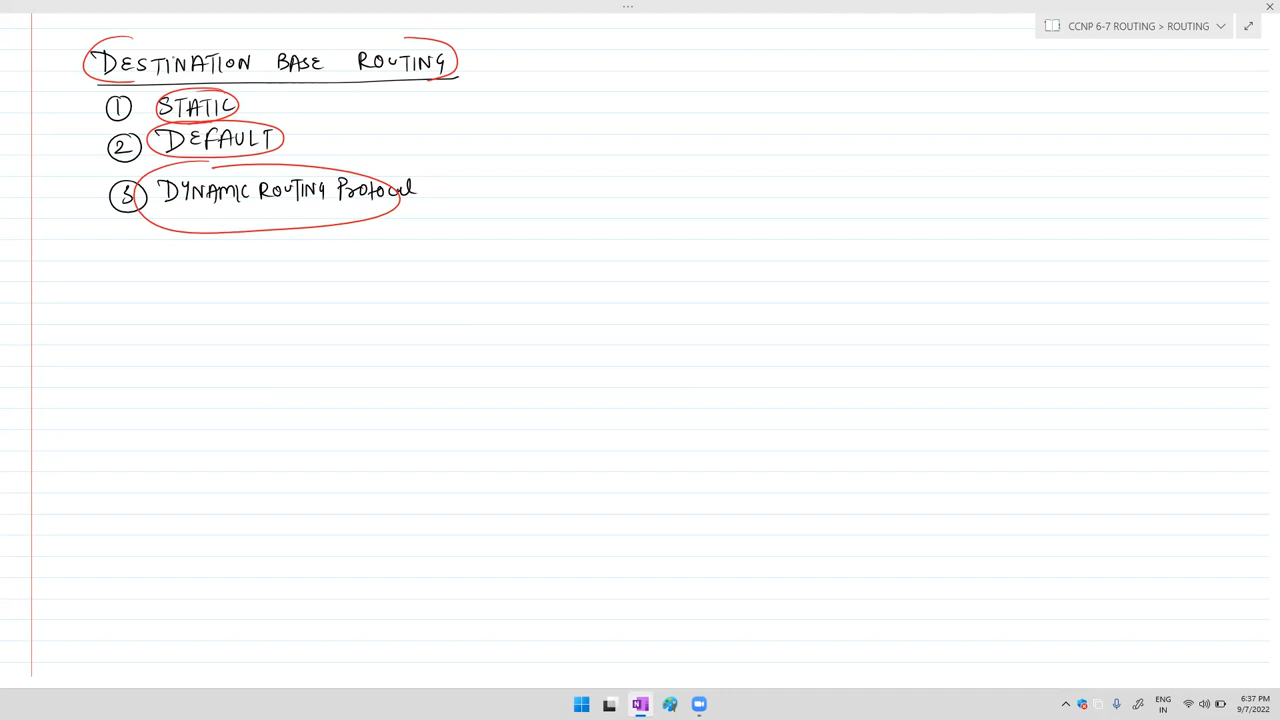 ...
CCNP 6-7 ROUTING > ROUTING
DESTINATION BASE ROUTING
① STATIC
② DEFAULT
③ DYNAMIC ROUTING Protocol
ENG
IN
6:37 PM
9/7/2022